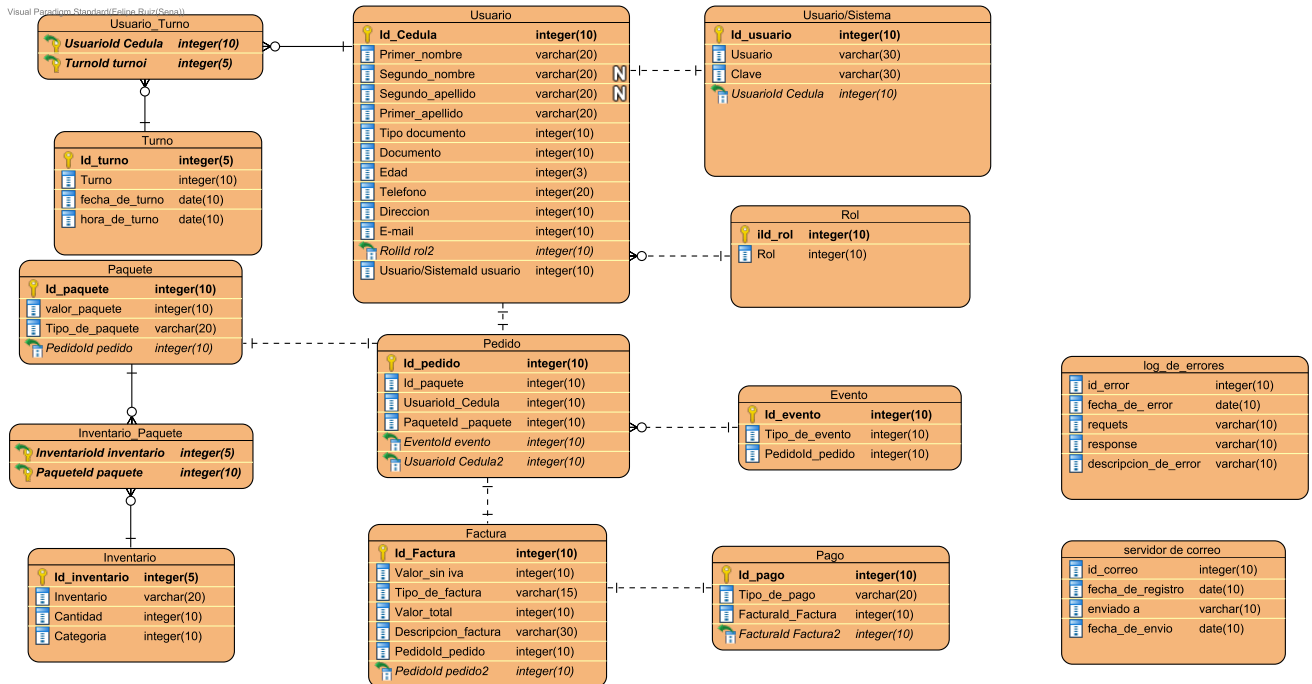 Visual Paradigm Standard(Felipe Ruiz(Sena))
Usuario_Turno
UsuarioId Cedula integer(10)
TurnoId turnoi integer(5)
Turno
Id_turno integer(5)
Turno integer(10)
fecha_de_turno date(10)
hora_de_turno date(10)
Paquete
Id_paquete integer(10)
valor_paquete integer(10)
Tipo_de_paquete varchar(20)
PedidoId pedido integer(10)
Inventario_Paquete
InventarioId inventario integer(5)
PaqueteId paquete integer(10)
Inventario
Id_inventario integer(5)
Inventario varchar(20)
Cantidad integer(10)
Categoria integer(10)
Usuario
Id_Cedula integer(10)
Primer_nombre varchar(20)
Segundo_nombre varchar(20) N
Segundo_apellido varchar(20) N
Primer_apellido varchar(20)
Tipo documento integer(10)
Documento integer(10)
Edad integer(3)
Telefono integer(20)
Direccion integer(10)
E-mail integer(10)
RoliId rol2 integer(10)
Usuario/SistemaId usuario integer(10)
Pedido
Id_pedido integer(10)
Id_paquete integer(10)
UsuarioId_Cedula integer(10)
PaqueteId _paquete integer(10)
EventoId evento integer(10)
UsuarioId Cedula2 integer(10)
Factura
Id_Factura integer(10)
Valor_sin iva integer(10)
Tipo_de_factura varchar(15)
Valor_total integer(10)
Descripcion_factura varchar(30)
PedidoId_pedido integer(10)
PedidoId pedido2 integer(10)
Usuario/Sistema
Id_usuario integer(10)
Usuario varchar(30)
Clave varchar(30)
UsuarioId Cedula integer(10)
Rol
iId_rol integer(10)
Rol integer(10)
Evento
Id_evento integer(10)
Tipo_de_evento integer(10)
PedidoId_pedido integer(10)
Pago
Id_pago integer(10)
Tipo_de_pago varchar(20)
FacturaId_Factura integer(10)
FacturaId Factura2 integer(10)
log_de_errores
id_error integer(10)
fecha_de_ error date(10)
requets varchar(10)
response varchar(10)
descripcion_de_error varchar(10)
servidor de correo
id_correo integer(10)
fecha_de_registro date(10)
enviado a varchar(10)
fecha_de_envio date(10)